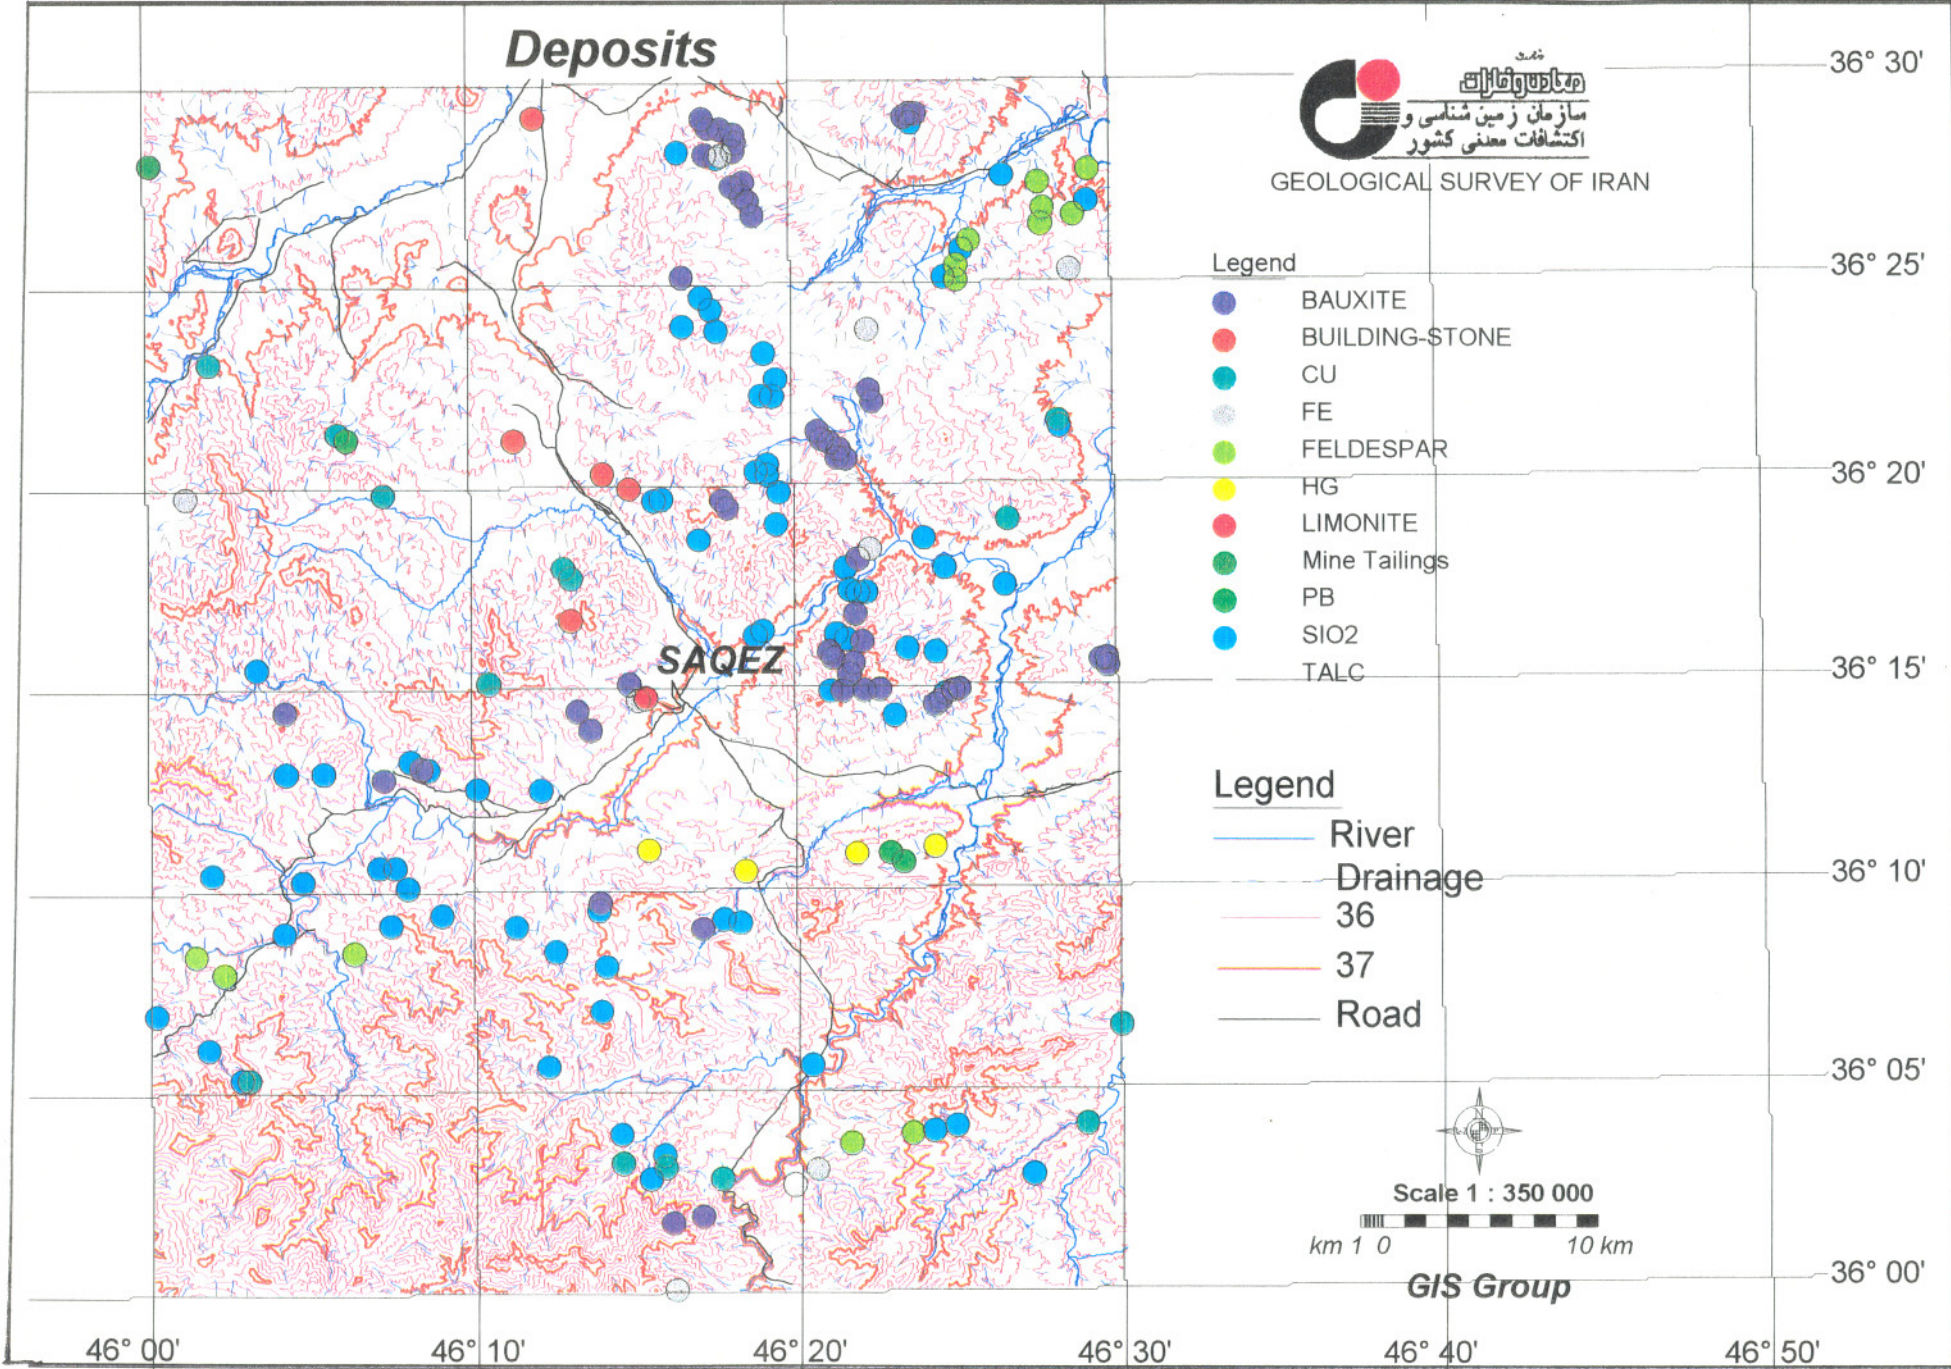 Deposits
معادن و فلزات
سازمان زمین شناسی و
اکتشافات معدنی کشور
GEOLOGICAL SURVEY OF IRAN
36° 30'
36° 25'
36° 20'
36° 15'
36° 10'
36° 05'
36° 00'
Legend
BAUXITE
BUILDING-STONE
CU
FE
FELDESPAR
HG
LIMONITE
Mine Tailings
PB
SIO2
TALC
SAQEZ
Legend
River
Drainage
36
37
Road
N
S
Scale 1 : 350 000
km 1 0 10 km
GIS Group
46° 00' 46° 10' 46° 20' 46° 30' 46° 40' 46° 50'